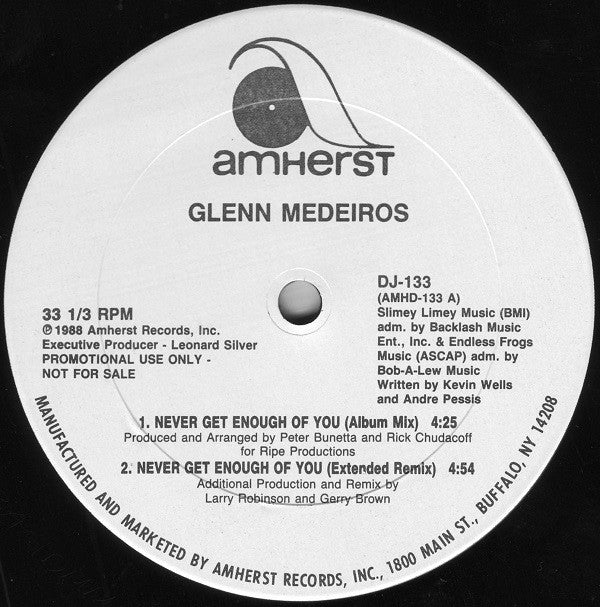 amHersT
GLENN MEDEIROS
33 1/3 RPM
℗1988 Amherst Records, Inc.
Executive Producer - Leonard Silver
PROMOTIONAL USE ONLY -
NOT FOR SALE
DJ-133
(AMHD-133 A)
Slimey Limey Music (BMI)
adm. by Backlash Music
Ent., Inc. & Endless Frogs
Music (ASCAP) adm. by
Bob-A-Lew Music
Written by Kevin Wells
and Andre Pessis
1. NEVER GET ENOUGH OF YOU (Album Mix) 4:25
Produced and Arranged by Peter Bunetta and Rick Chudacoff
for Ripe Productions
2. NEVER GET ENOUGH OF YOU (Extended Remix) 4:54
Additional Production and Remix by
Larry Robinson and Gerry Brown
MANUFACTURED AND MARKETED BY AMHERST RECORDS, INC., 1800 MAIN ST., BUFFALO, NY 14208